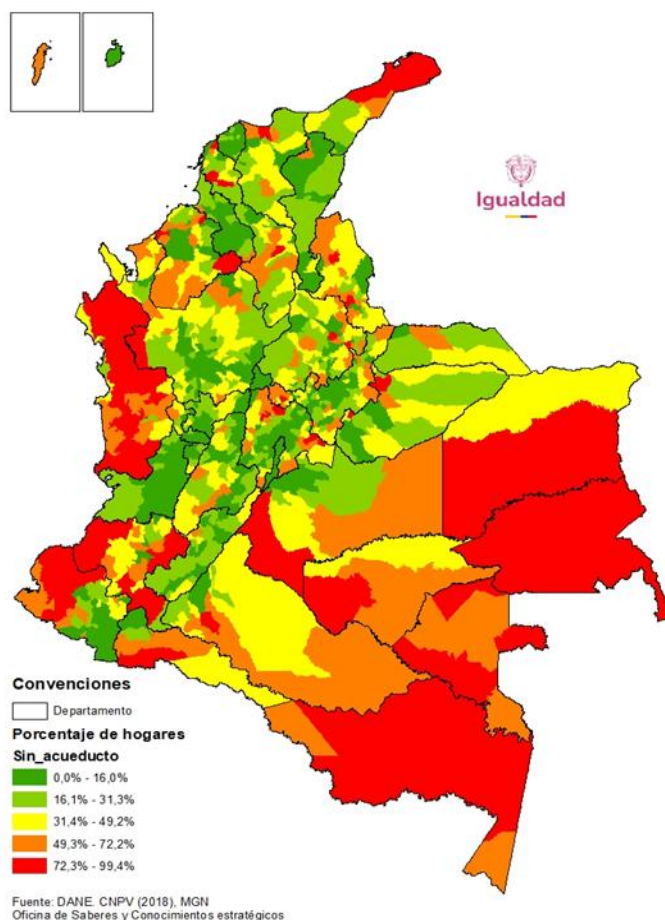 Igualdad
Convenciones
Departamento
Porcentaje de hogares
Sin_acueducto
0,0% - 16,0%
16,1% - 31,3%
31,4% - 49,2%
49,3% - 72,2%
72,3% - 99,4%
Fuente: DANE. CNPV (2018), MGN
Oficina de Saberes y Conocimientos estratégicos